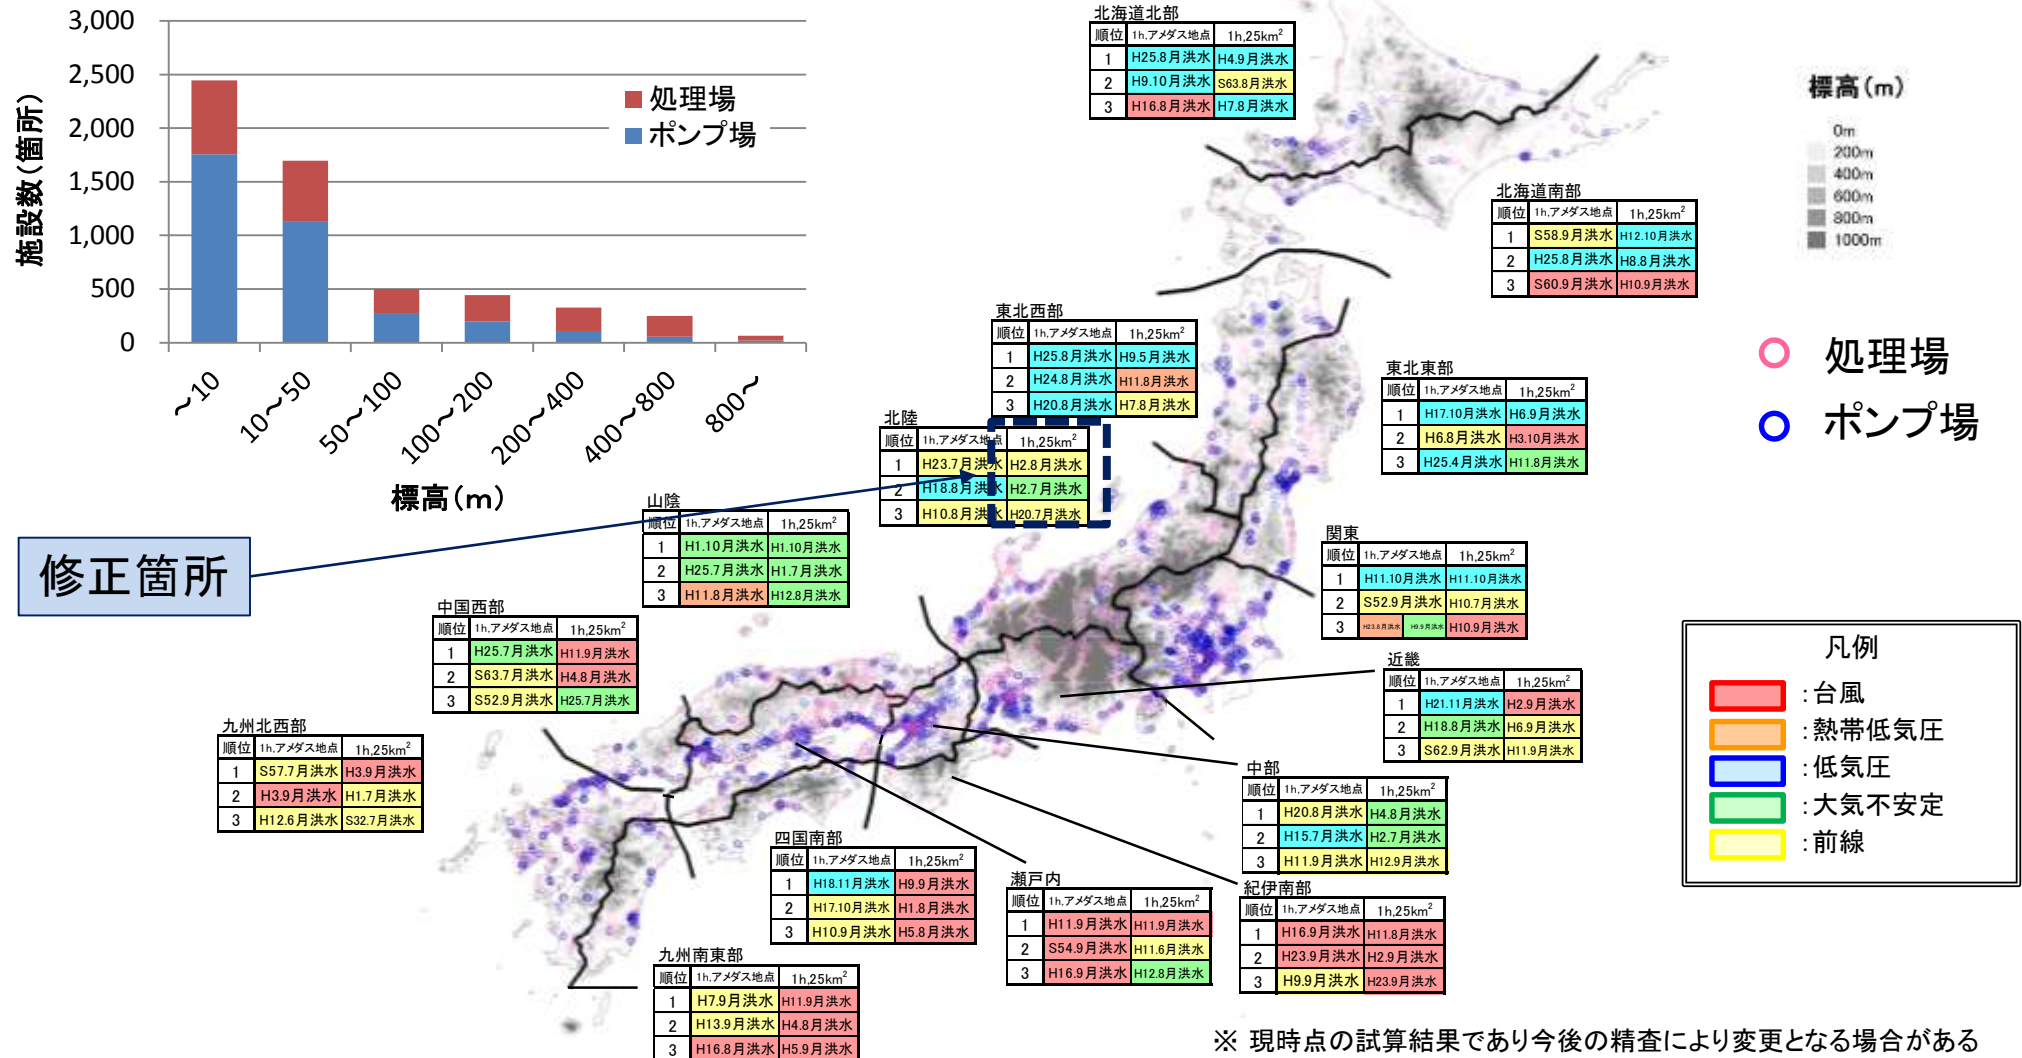 3,000
2,500
2,000
1,500
1,000
500
0
施設数(箇所)
処理場
ポンプ場
～10
10～50
50～100
100～200
200～400
400～800
800～
標高(m)
修正箇所
北海道北部
順位 1h,アメダス地点 1h,25km²
1 H25.8月洪水 H4.9月洪水
2 H9.10月洪水 S63.8月洪水
3 H16.8月洪水 H7.8月洪水
標高(m)
0m
200m
400m
600m
800m
1000m
北海道南部
順位 1h,アメダス地点 1h,25km²
1 S58.9月洪水 H12.10月洪水
2 H25.8月洪水 H8.8月洪水
3 S60.9月洪水 H10.9月洪水
東北西部
順位 1h,アメダス地点 1h,25km²
1 H25.8月洪水 H9.5月洪水
2 H24.8月洪水 H11.8月洪水
3 H20.8月洪水 H7.8月洪水
処理場
ポンプ場
東北東部
順位 1h,アメダス地点 1h,25km²
1 H17.10月洪水 H6.9月洪水
2 H6.8月洪水 H3.10月洪水
3 H25.4月洪水 H11.8月洪水
北陸
順位 1h,アメダス地点 1h,25km²
1 H23.7月洪水 H2.8月洪水
2 H18.8月洪水 H2.7月洪水
3 H10.8月洪水 H20.7月洪水
山陰
順位 1h,アメダス地点 1h,25km²
1 H1.10月洪水 H1.10月洪水
2 H25.7月洪水 H1.7月洪水
3 H11.8月洪水 H12.8月洪水
関東
順位 1h,アメダス地点 1h,25km²
1 H11.10月洪水 H11.10月洪水
2 S52.9月洪水 H10.7月洪水
3 H23.8月洪水 H9.9月洪水 H10.9月洪水
中国西部
順位 1h,アメダス地点 1h,25km²
1 H25.7月洪水 H11.9月洪水
2 S63.7月洪水 H4.8月洪水
3 S52.9月洪水 H25.7月洪水
近畿
順位 1h,アメダス地点 1h,25km²
1 H21.11月洪水 H2.9月洪水
2 H18.8月洪水 H6.9月洪水
3 S62.9月洪水 H11.9月洪水
凡例
:台風
:熱帯低気圧
:低気圧
:大気不安定
:前線
九州北西部
順位 1h,アメダス地点 1h,25km²
1 S57.7月洪水 H3.9月洪水
2 H3.9月洪水 H1.7月洪水
3 H12.6月洪水 S32.7月洪水
中部
順位 1h,アメダス地点 1h,25km²
1 H20.8月洪水 H4.8月洪水
2 H15.7月洪水 H2.7月洪水
3 H11.9月洪水 H12.9月洪水
四国南部
順位 1h,アメダス地点 1h,25km²
1 H18.11月洪水 H9.9月洪水
2 H17.10月洪水 H1.8月洪水
3 H10.9月洪水 H5.8月洪水
瀬戸内
順位 1h,アメダス地点 1h,25km²
1 H11.9月洪水 H11.9月洪水
2 S54.9月洪水 H11.6月洪水
3 H16.9月洪水 H12.8月洪水
紀伊南部
順位 1h,アメダス地点 1h,25km²
1 H16.9月洪水 H11.8月洪水
2 H23.9月洪水 H2.9月洪水
3 H9.9月洪水 H23.9月洪水
九州南東部
順位 1h,アメダス地点 1h,25km²
1 H7.9月洪水 H11.9月洪水
2 H13.9月洪水 H4.8月洪水
3 H16.8月洪水 H5.9月洪水
※ 現時点の試算結果であり今後の精査により変更となる場合がある